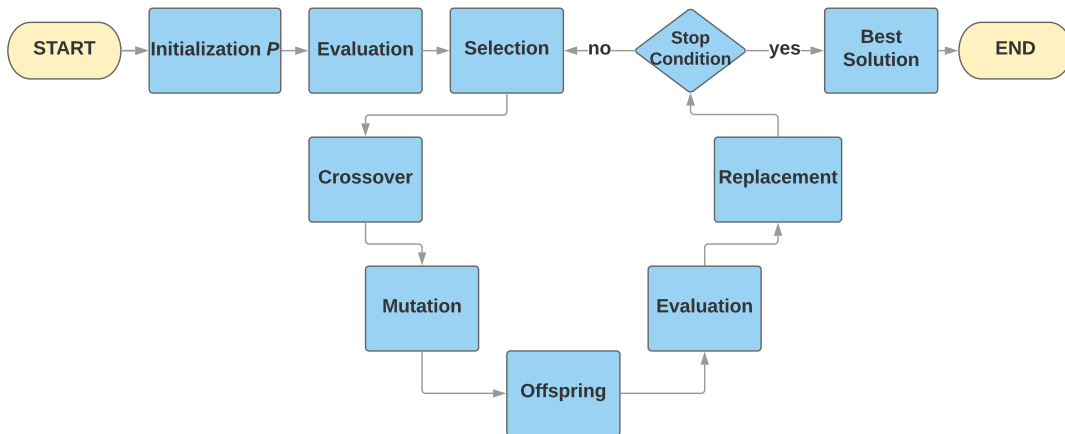 START
Initialization P
Evaluation
Selection
no
Stop
Condition
yes
Best
Solution
END
Crossover
Replacement
Mutation
Evaluation
Offspring